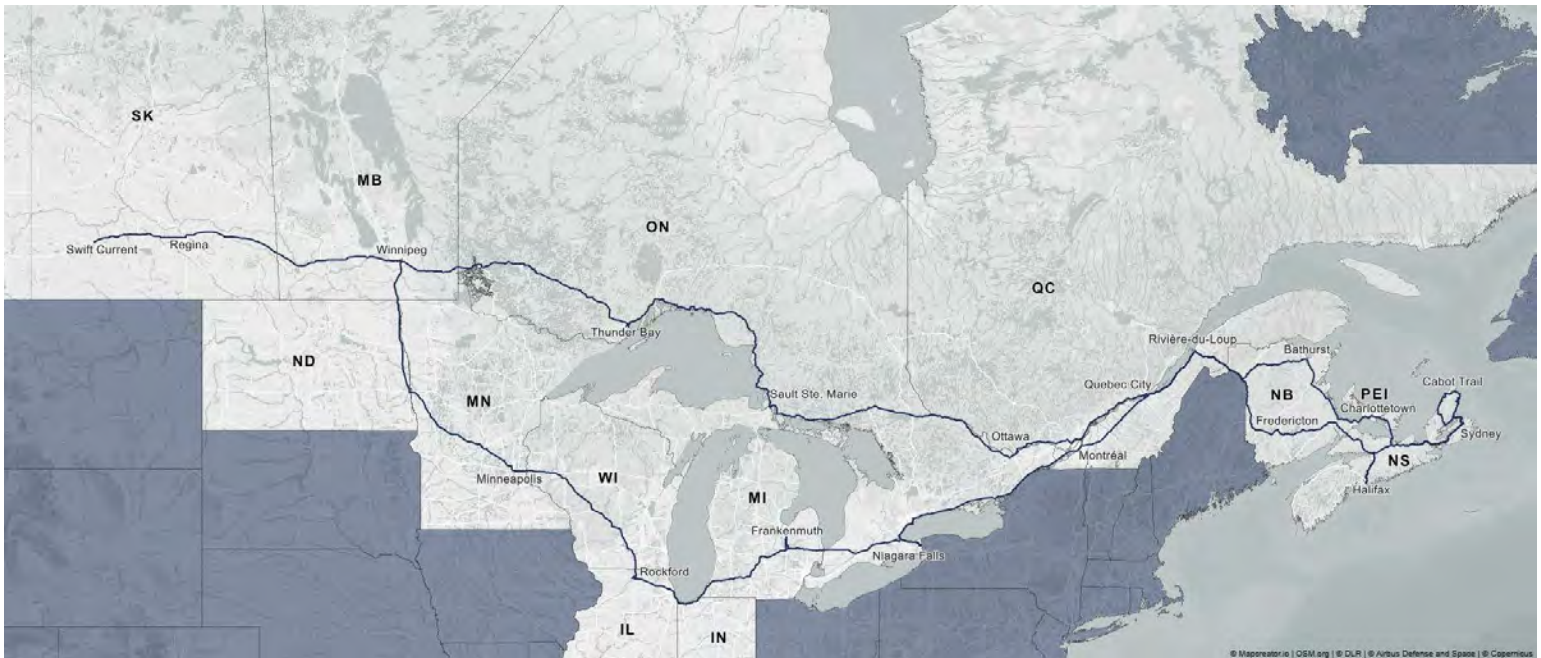 SK
MB
ON
QC
Swift Current
Regina
Winnipeg
Thunder Bay
ND
MN
Sault Ste. Marie
Ottawa
Montréal
Quebec City
Rivière-du-Loup
Bathurst
NB
PEI
Charlottetown
Cabot Trail
Fredericton
Sydney
NS
Halifax
Minneapolis
WI
MI
Frankenmuth
Niagara Falls
Rockford
IL
IN
© Mapcreator.io | OSM.org | © DLR | © Airbus Defense and Space | © Copernicus